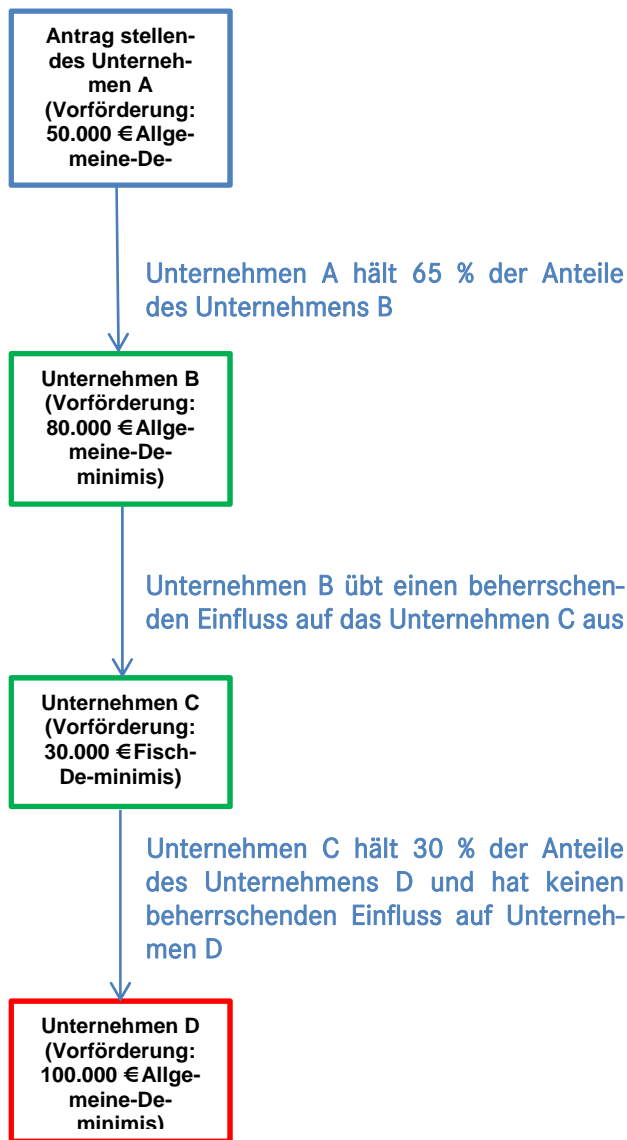 Antrag stellen-
des Unterneh-
men A
(Vorförderung:
50.000 € Allge-
meine-De-
Unternehmen A hält 65 % der Anteile
des Unternehmens B
Unternehmen B
(Vorförderung:
80.000 € Allge-
meine-De-
minimis)
Unternehmen B übt einen beherrschen-
den Einfluss auf das Unternehmen C aus
Unternehmen C
(Vorförderung:
30.000 € Fisch-
De-minimis)
Unternehmen C hält 30 % der Anteile
des Unternehmens D und hat keinen
beherrschenden Einfluss auf Unterneh-
men D
Unternehmen D
(Vorförderung:
100.000 € Allge-
meine-De-
minimis)